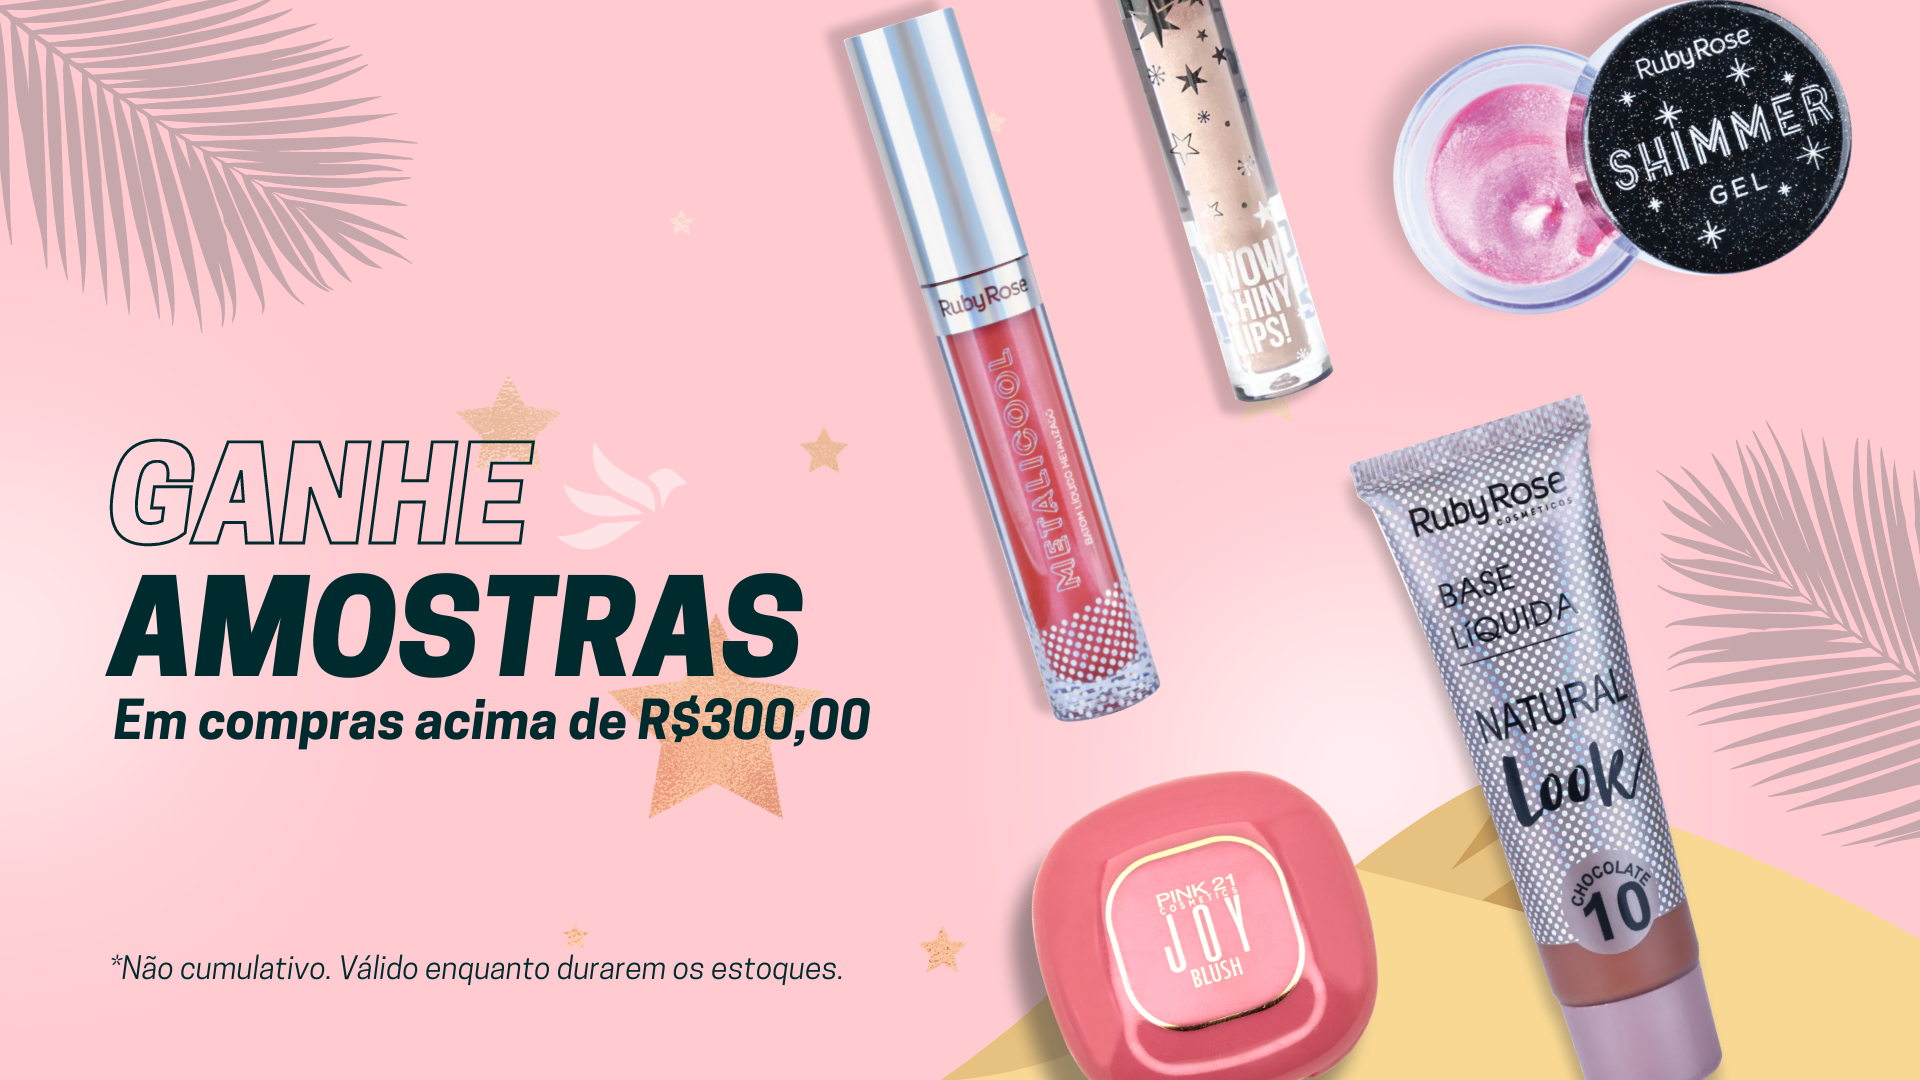 GANHE
AMOSTRAS
Em compras acima de R$300,00
*Não cumulativo. Válido enquanto durarem os estoques.
RubyRose
METALICOOL
BATOM LÍQUIDO METALIZADO
WOW
SHINY
LIPS!
RubyRose
SHIMMER
GEL
RubyRose
COSMÉTICOS
BASE
LÍQUIDA
NATURAL
Look
CHOCOLATE
10
PINK 21
COSMETICS
JOY
BLUSH